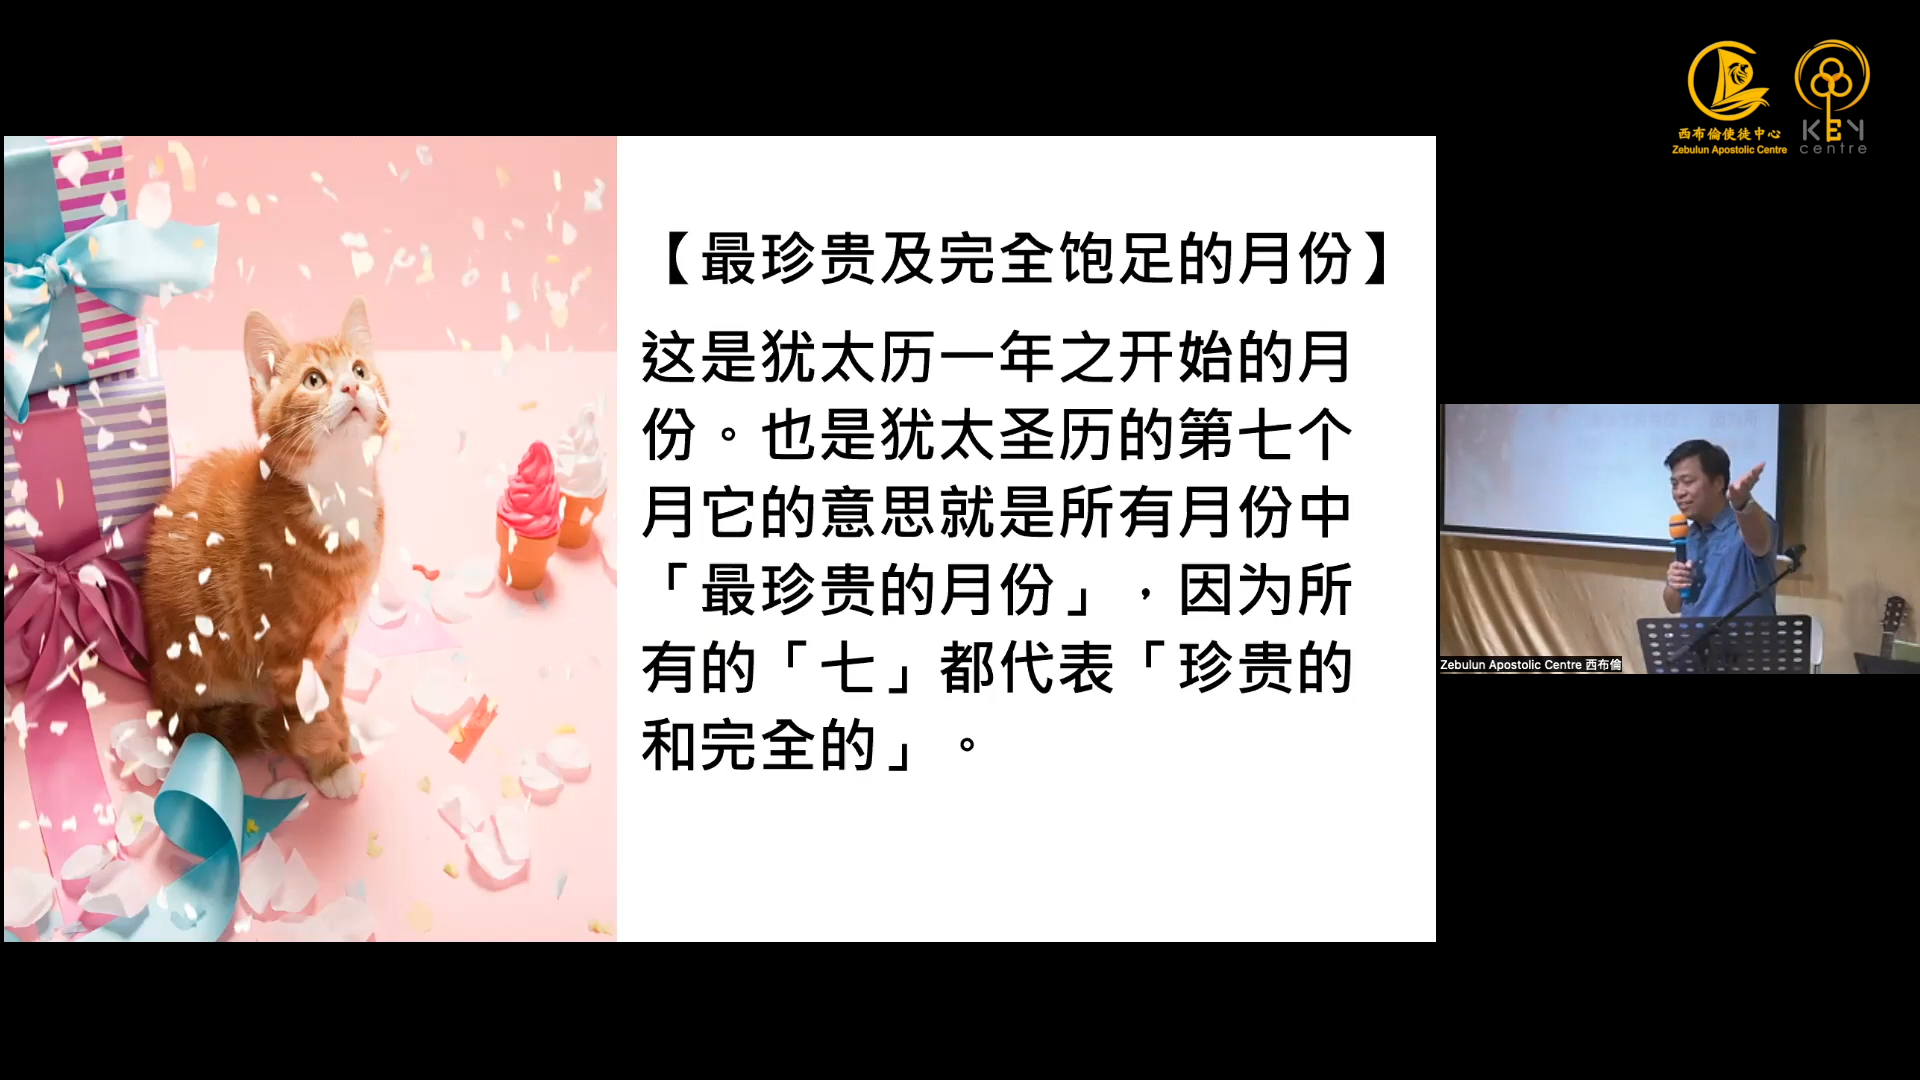 西布倫使徒中心
Zebulun Apostolic Centre
KEY
centre
【最珍贵及完全饱足的月份】
这是犹太历一年之开始的月
份。也是犹太圣历的第七个
月它的意思就是所有月份中
「最珍贵的月份」，因为所
有的「七」都代表「珍贵的
和完全的」。
Zebulun Apostolic Centre 西布倫